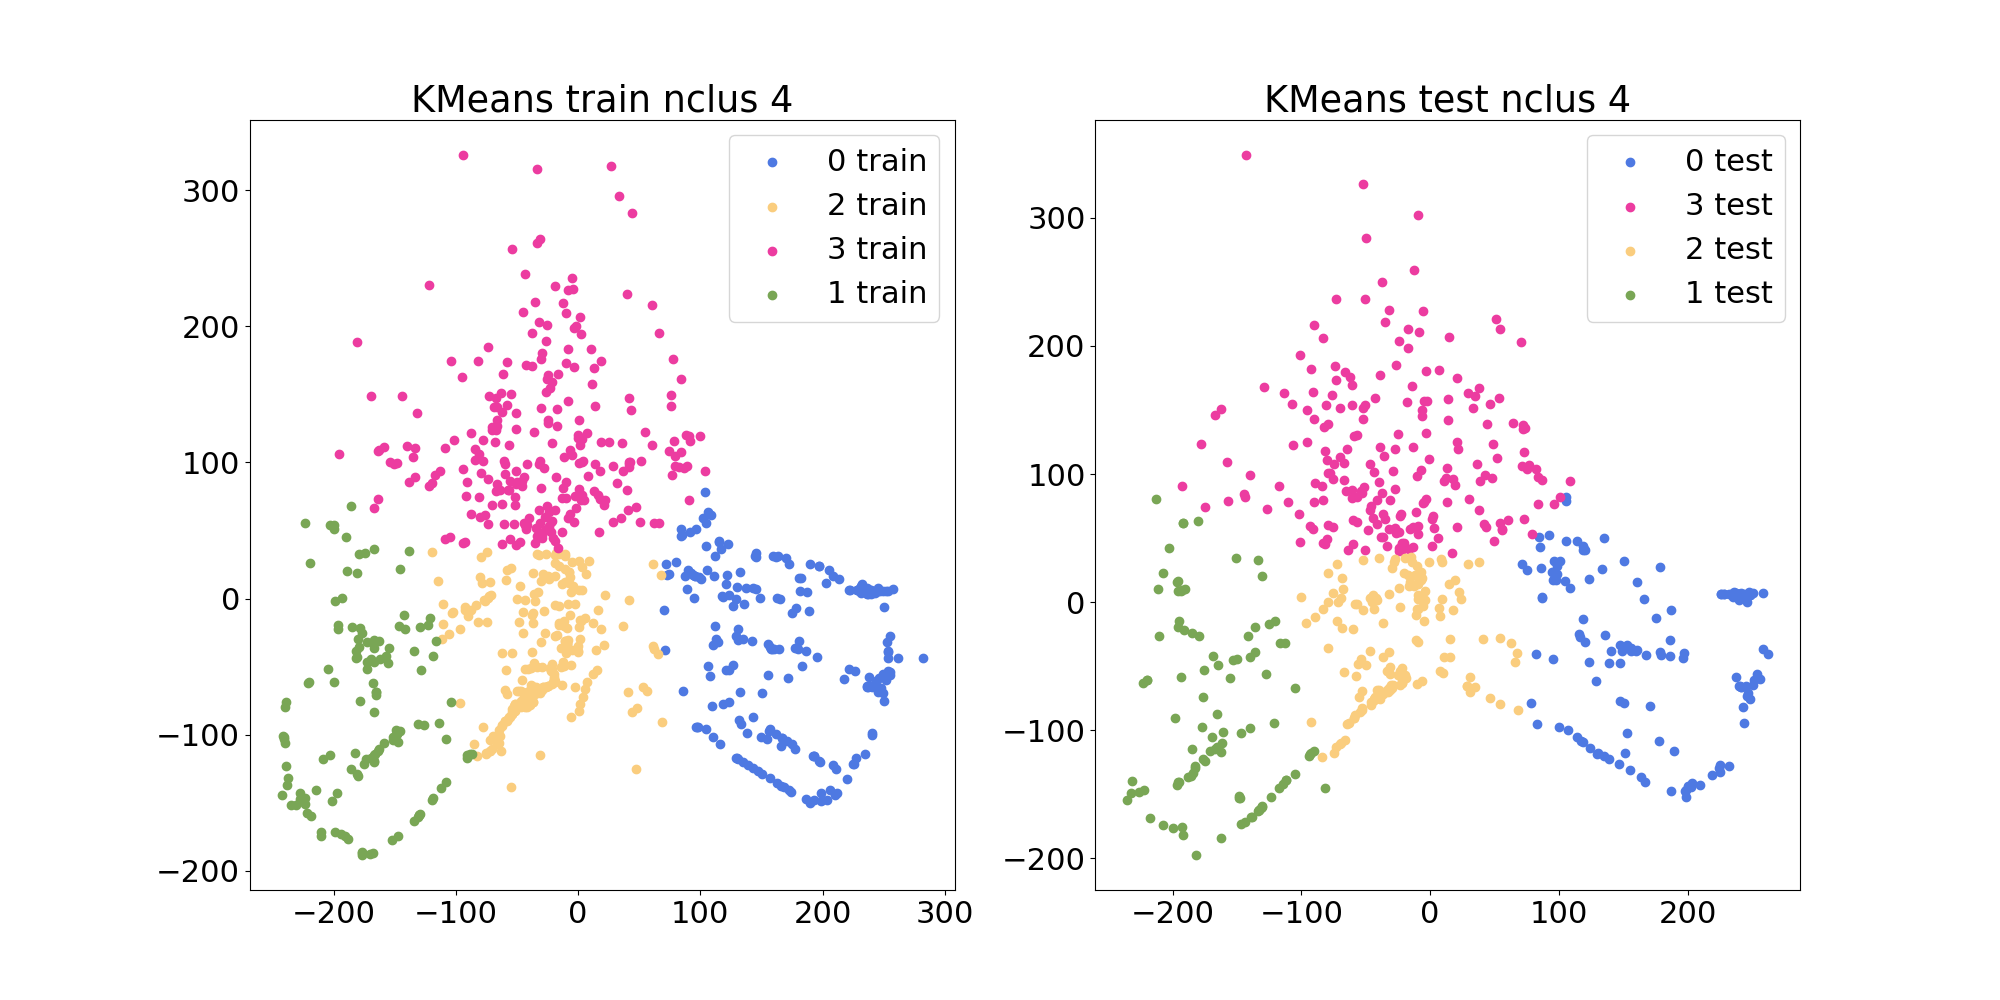 KMeans train nclus 4
0 train
2 train
3 train
1 train
300
200
100
0
−100
−200
−200 −100 0 100 200 300
KMeans test nclus 4
0 test
3 test
2 test
1 test
300
200
100
0
−100
−200
−200 −100 0 100 200